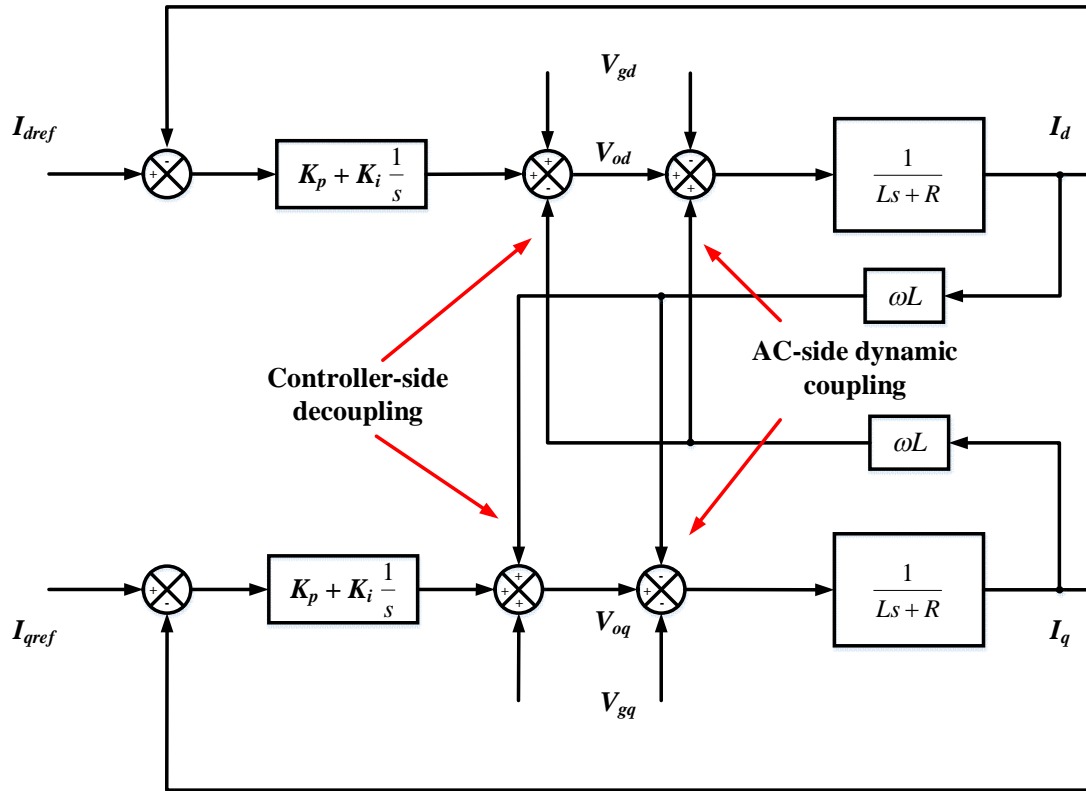 V_gd
I_dref
I_d
-
+
K_p + K_i 1/s
+
+
-
V_od
-
+
+
1
Ls + R
ωL
Controller-side
decoupling
AC-side dynamic
coupling
ωL
+
-
K_p + K_i 1/s
+
+
+
V_oq
-
+
-
1
Ls + R
I_qref
I_q
V_gq